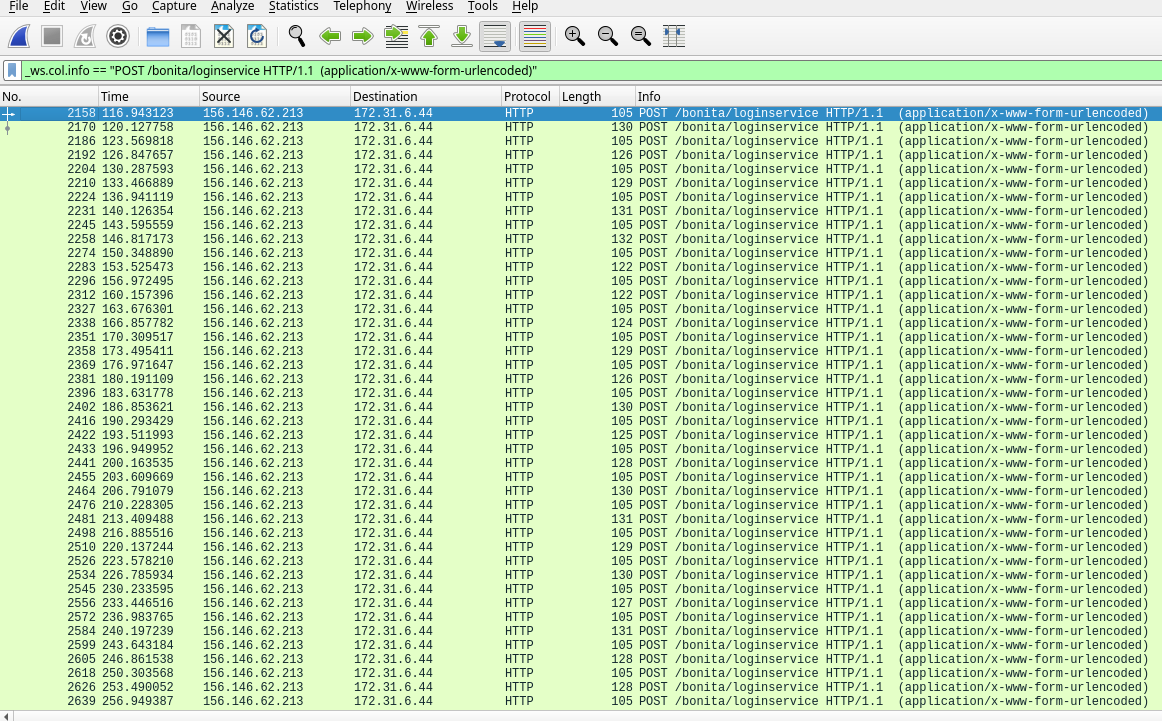 File Edit View Go Capture Analyze Statistics Telephony Wireless Tools Help
_ws.col.info == "POST /bonita/loginservice HTTP/1.1  (application/x-www-form-urlencoded)"
No. Time Source Destination Protocol Length Info
2158 116.943123 156.146.62.213 172.31.6.44 HTTP 105 POST /bonita/loginservice HTTP/1.1  (application/x-www-form-urlencoded)
2170 120.127758 156.146.62.213 172.31.6.44 HTTP 130 POST /bonita/loginservice HTTP/1.1  (application/x-www-form-urlencoded)
2186 123.569818 156.146.62.213 172.31.6.44 HTTP 105 POST /bonita/loginservice HTTP/1.1  (application/x-www-form-urlencoded)
2192 126.847657 156.146.62.213 172.31.6.44 HTTP 126 POST /bonita/loginservice HTTP/1.1  (application/x-www-form-urlencoded)
2204 130.287593 156.146.62.213 172.31.6.44 HTTP 105 POST /bonita/loginservice HTTP/1.1  (application/x-www-form-urlencoded)
2210 133.466889 156.146.62.213 172.31.6.44 HTTP 129 POST /bonita/loginservice HTTP/1.1  (application/x-www-form-urlencoded)
2224 136.941119 156.146.62.213 172.31.6.44 HTTP 105 POST /bonita/loginservice HTTP/1.1  (application/x-www-form-urlencoded)
2231 140.126354 156.146.62.213 172.31.6.44 HTTP 131 POST /bonita/loginservice HTTP/1.1  (application/x-www-form-urlencoded)
2245 143.595559 156.146.62.213 172.31.6.44 HTTP 105 POST /bonita/loginservice HTTP/1.1  (application/x-www-form-urlencoded)
2258 146.817173 156.146.62.213 172.31.6.44 HTTP 132 POST /bonita/loginservice HTTP/1.1  (application/x-www-form-urlencoded)
2274 150.348890 156.146.62.213 172.31.6.44 HTTP 105 POST /bonita/loginservice HTTP/1.1  (application/x-www-form-urlencoded)
2283 153.525473 156.146.62.213 172.31.6.44 HTTP 122 POST /bonita/loginservice HTTP/1.1  (application/x-www-form-urlencoded)
2296 156.972495 156.146.62.213 172.31.6.44 HTTP 105 POST /bonita/loginservice HTTP/1.1  (application/x-www-form-urlencoded)
2312 160.157396 156.146.62.213 172.31.6.44 HTTP 122 POST /bonita/loginservice HTTP/1.1  (application/x-www-form-urlencoded)
2327 163.676301 156.146.62.213 172.31.6.44 HTTP 105 POST /bonita/loginservice HTTP/1.1  (application/x-www-form-urlencoded)
2338 166.857782 156.146.62.213 172.31.6.44 HTTP 124 POST /bonita/loginservice HTTP/1.1  (application/x-www-form-urlencoded)
2351 170.309517 156.146.62.213 172.31.6.44 HTTP 105 POST /bonita/loginservice HTTP/1.1  (application/x-www-form-urlencoded)
2358 173.495411 156.146.62.213 172.31.6.44 HTTP 129 POST /bonita/loginservice HTTP/1.1  (application/x-www-form-urlencoded)
2369 176.971647 156.146.62.213 172.31.6.44 HTTP 105 POST /bonita/loginservice HTTP/1.1  (application/x-www-form-urlencoded)
2381 180.191109 156.146.62.213 172.31.6.44 HTTP 126 POST /bonita/loginservice HTTP/1.1  (application/x-www-form-urlencoded)
2396 183.631778 156.146.62.213 172.31.6.44 HTTP 105 POST /bonita/loginservice HTTP/1.1  (application/x-www-form-urlencoded)
2402 186.853621 156.146.62.213 172.31.6.44 HTTP 130 POST /bonita/loginservice HTTP/1.1  (application/x-www-form-urlencoded)
2416 190.293429 156.146.62.213 172.31.6.44 HTTP 105 POST /bonita/loginservice HTTP/1.1  (application/x-www-form-urlencoded)
2422 193.511993 156.146.62.213 172.31.6.44 HTTP 125 POST /bonita/loginservice HTTP/1.1  (application/x-www-form-urlencoded)
2433 196.949952 156.146.62.213 172.31.6.44 HTTP 105 POST /bonita/loginservice HTTP/1.1  (application/x-www-form-urlencoded)
2441 200.163535 156.146.62.213 172.31.6.44 HTTP 128 POST /bonita/loginservice HTTP/1.1  (application/x-www-form-urlencoded)
2455 203.609669 156.146.62.213 172.31.6.44 HTTP 105 POST /bonita/loginservice HTTP/1.1  (application/x-www-form-urlencoded)
2464 206.791079 156.146.62.213 172.31.6.44 HTTP 130 POST /bonita/loginservice HTTP/1.1  (application/x-www-form-urlencoded)
2476 210.228305 156.146.62.213 172.31.6.44 HTTP 105 POST /bonita/loginservice HTTP/1.1  (application/x-www-form-urlencoded)
2481 213.409488 156.146.62.213 172.31.6.44 HTTP 131 POST /bonita/loginservice HTTP/1.1  (application/x-www-form-urlencoded)
2498 216.885516 156.146.62.213 172.31.6.44 HTTP 105 POST /bonita/loginservice HTTP/1.1  (application/x-www-form-urlencoded)
2510 220.137244 156.146.62.213 172.31.6.44 HTTP 129 POST /bonita/loginservice HTTP/1.1  (application/x-www-form-urlencoded)
2526 223.578210 156.146.62.213 172.31.6.44 HTTP 105 POST /bonita/loginservice HTTP/1.1  (application/x-www-form-urlencoded)
2534 226.785934 156.146.62.213 172.31.6.44 HTTP 130 POST /bonita/loginservice HTTP/1.1  (application/x-www-form-urlencoded)
2545 230.233595 156.146.62.213 172.31.6.44 HTTP 105 POST /bonita/loginservice HTTP/1.1  (application/x-www-form-urlencoded)
2556 233.446516 156.146.62.213 172.31.6.44 HTTP 127 POST /bonita/loginservice HTTP/1.1  (application/x-www-form-urlencoded)
2572 236.983765 156.146.62.213 172.31.6.44 HTTP 105 POST /bonita/loginservice HTTP/1.1  (application/x-www-form-urlencoded)
2584 240.197239 156.146.62.213 172.31.6.44 HTTP 131 POST /bonita/loginservice HTTP/1.1  (application/x-www-form-urlencoded)
2599 243.643184 156.146.62.213 172.31.6.44 HTTP 105 POST /bonita/loginservice HTTP/1.1  (application/x-www-form-urlencoded)
2605 246.861538 156.146.62.213 172.31.6.44 HTTP 128 POST /bonita/loginservice HTTP/1.1  (application/x-www-form-urlencoded)
2618 250.303568 156.146.62.213 172.31.6.44 HTTP 105 POST /bonita/loginservice HTTP/1.1  (application/x-www-form-urlencoded)
2626 253.490052 156.146.62.213 172.31.6.44 HTTP 128 POST /bonita/loginservice HTTP/1.1  (application/x-www-form-urlencoded)
2639 256.949387 156.146.62.213 172.31.6.44 HTTP 105 POST /bonita/loginservice HTTP/1.1  (application/x-www-form-urlencoded)